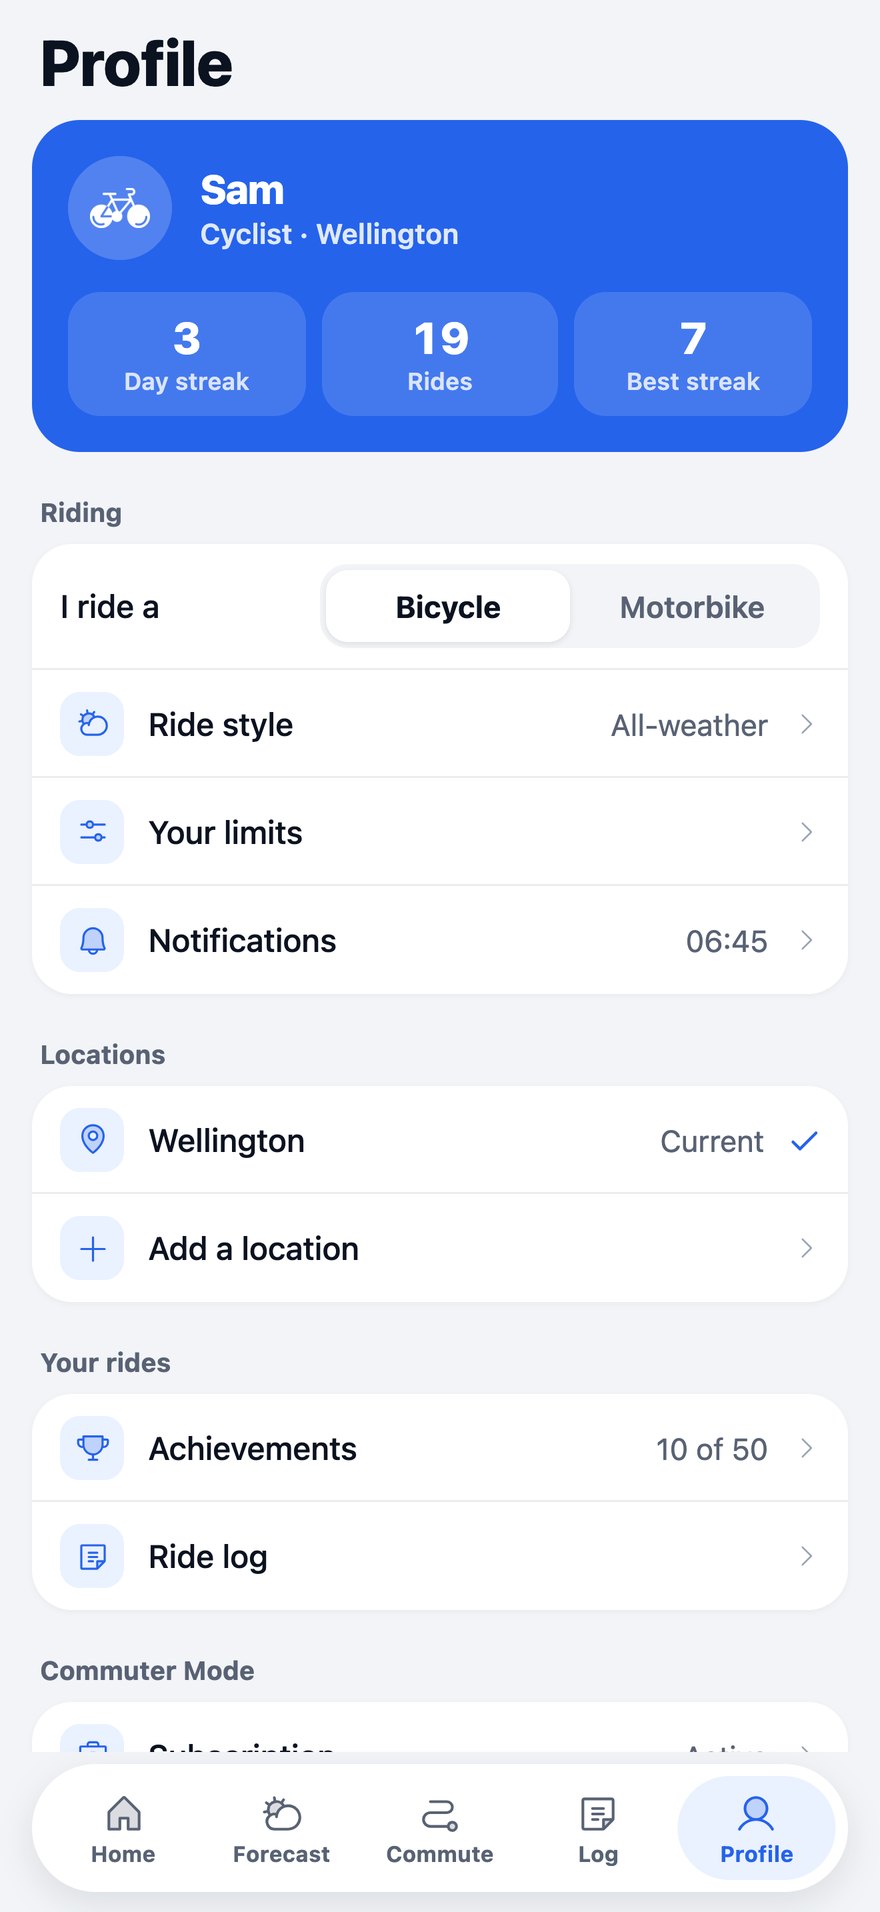 Profile
Sam
Cyclist · Wellington
3
Day streak
19
Rides
7
Best streak
Riding
I ride a
Bicycle
Motorbike
Ride style
All-weather
Your limits
Notifications
06:45
Locations
Wellington
Current
Add a location
Your rides
Achievements
10 of 50
Ride log
Commuter Mode
Subscription
Active
Home
Forecast
Commute
Log
Profile